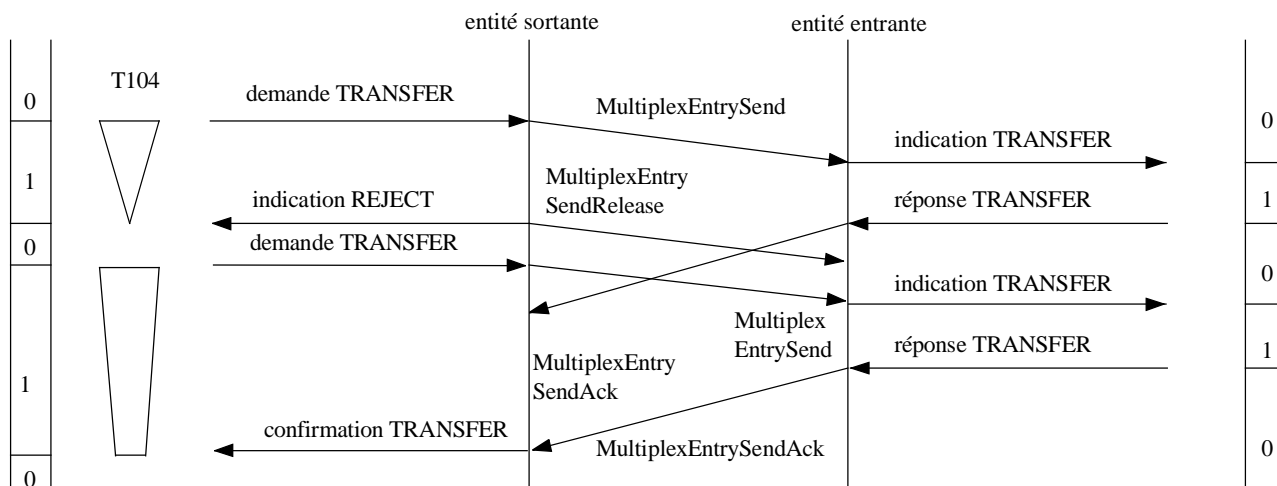 entité sortante
entité entrante
T104
0
demande TRANSFER
MultiplexEntrySend
0
indication TRANSFER
1
indication REJECT
MultiplexEntry
SendRelease
réponse TRANSFER
1
0
demande TRANSFER
0
indication TRANSFER
Multiplex
EntrySend
réponse TRANSFER
1
1
MultiplexEntry
SendAck
confirmation TRANSFER
MultiplexEntrySendAck
0
0